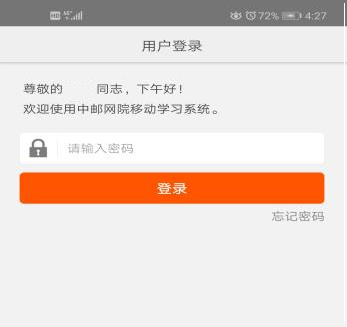 HD 4G 72% 4:27
用户登录
尊敬的 同志，下午好！
欢迎使用中邮网院移动学习系统。
请输入密码
登录
忘记密码